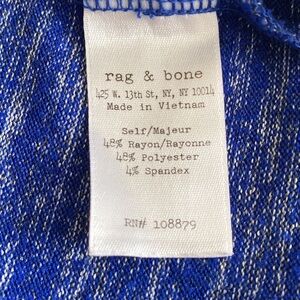 rag & bone
425 W. 13th St, NY, NY 10014
Made in Vietnam
Self/Majeur
48% Rayon/Rayonne
48% Polyester
4% Spandex
RN# 108879